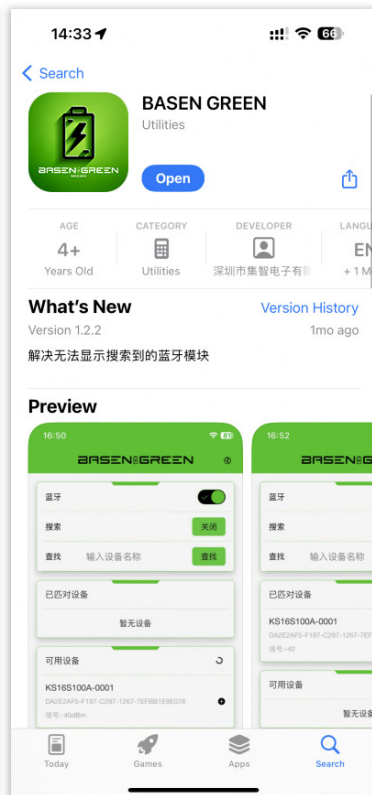 14:33
66
Search
BASEN GREEN
BASEN GREEN
Utilities
Open
AGE
CATEGORY
DEVELOPER
LANGU
4+
EN
Years Old
Utilities
深圳市集智电子有
+ 1 M
What's New
Version History
Version 1.2.2
1mo ago
解决无法显示搜索到的蓝牙模块
Preview
16:50
81
BASEN GREEN
蓝牙
搜索
关闭
查找
输入设备名称
查找
已匹对设备
暂无设备
可用设备
KS16S100A-0001
DA2E2AF5-F197-C297-1267-7EFBB1E9E078
信号:-40dBm
16:52
BASEN G
蓝牙
搜索
查找
输入设备名称
已匹对设备
KS16S100A-0001
DA2E2AF5-F197-C297-1267-7EF
信号:-40
可用设备
暂无设备
Today
Games
Apps
Search